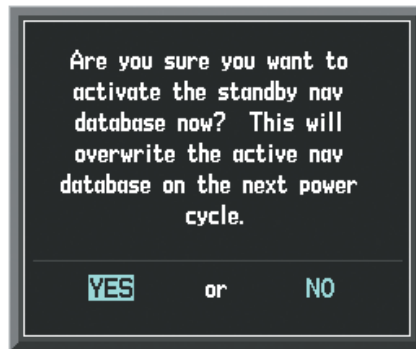 Are you sure you want to
activate the standby nav
database now? This will
overwrite the active nav
database on the next power
cycle.
YES or NO